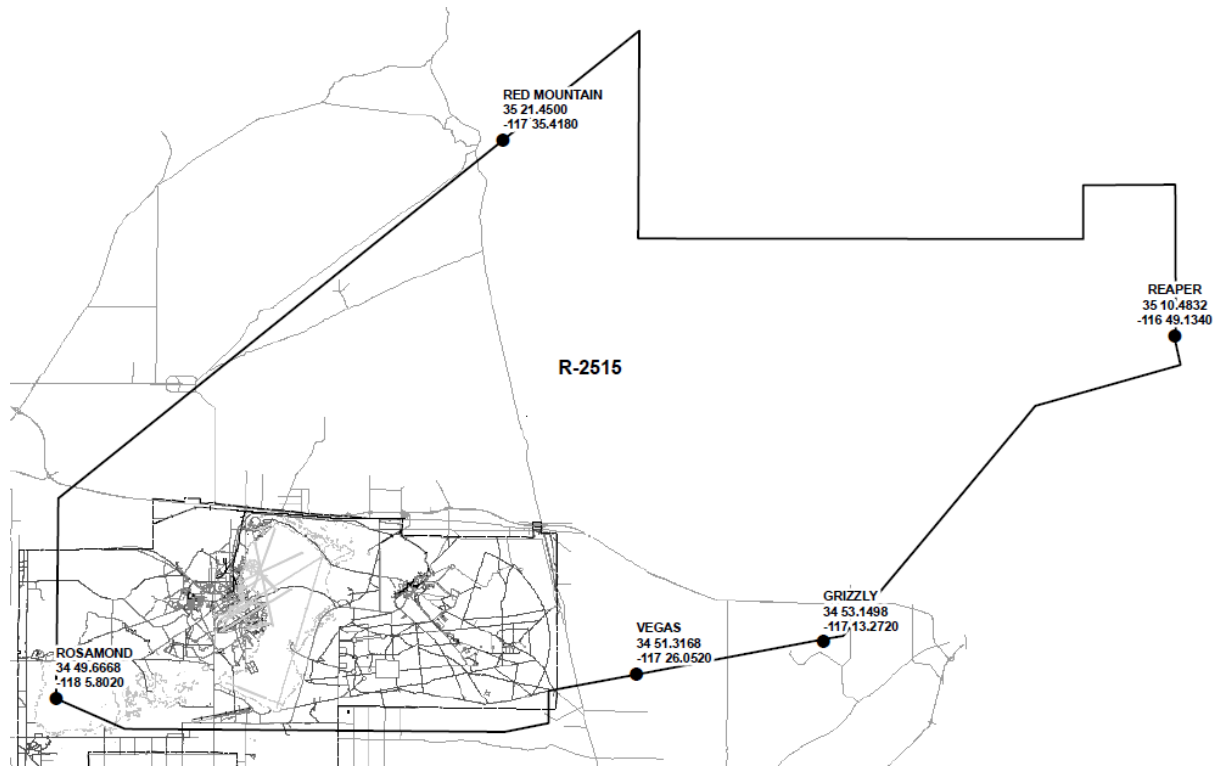 RED MOUNTAIN
35 21.4500
-117 35.4180
REAPER
35 10.4832
-116 49.1340
R-2515
GRIZZLY
34 53.1498
-117 13.2720
VEGAS
34 51.3168
-117 26.0520
ROSAMOND
34 49.6668
-118 5.8020